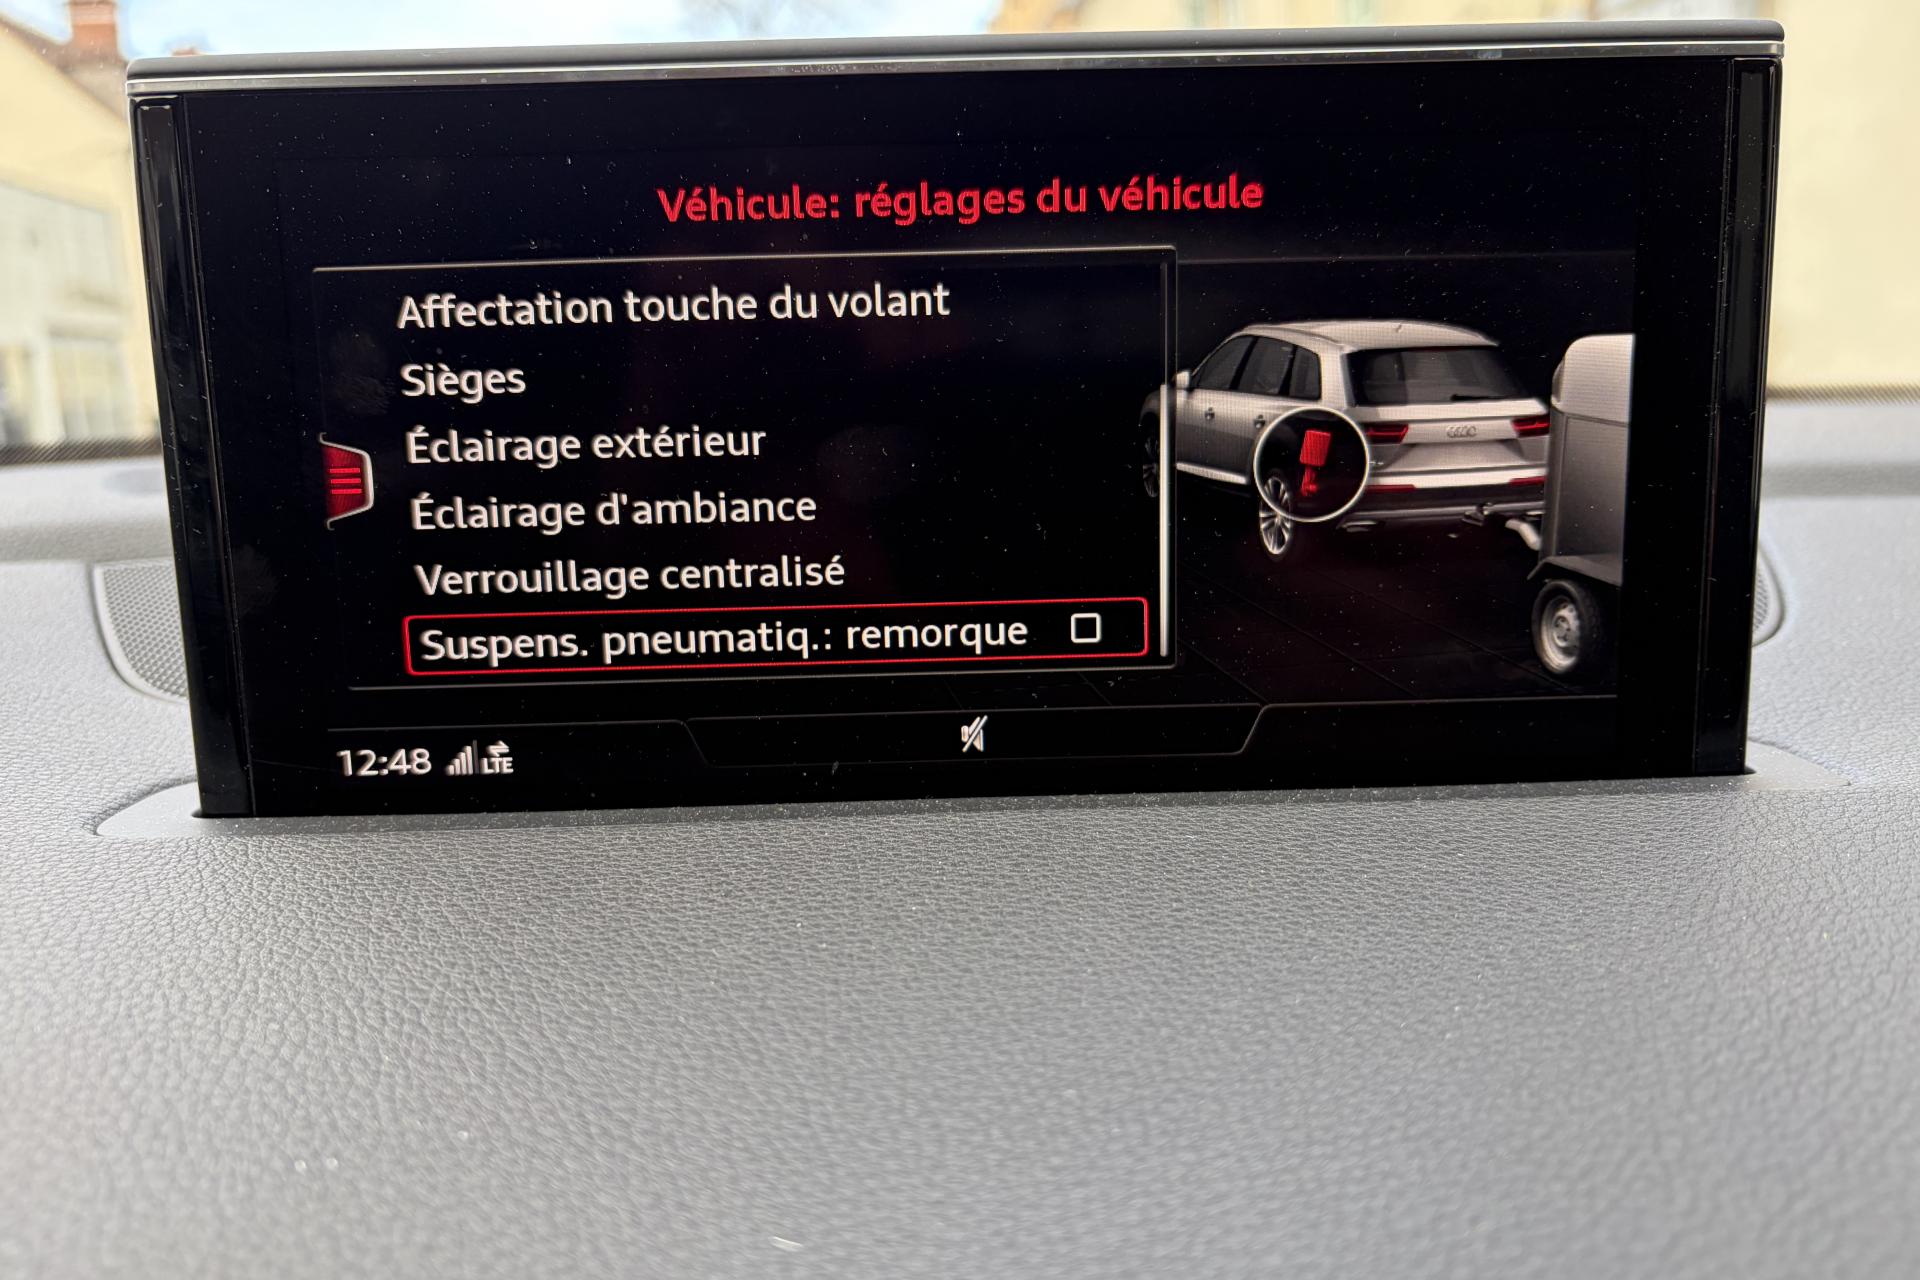 Véhicule: réglages du véhicule
Affectation touche du volant
Sièges
Éclairage extérieur
Éclairage d'ambiance
Verrouillage centralisé
Suspens. pneumatiq.: remorque
12:48 LTE